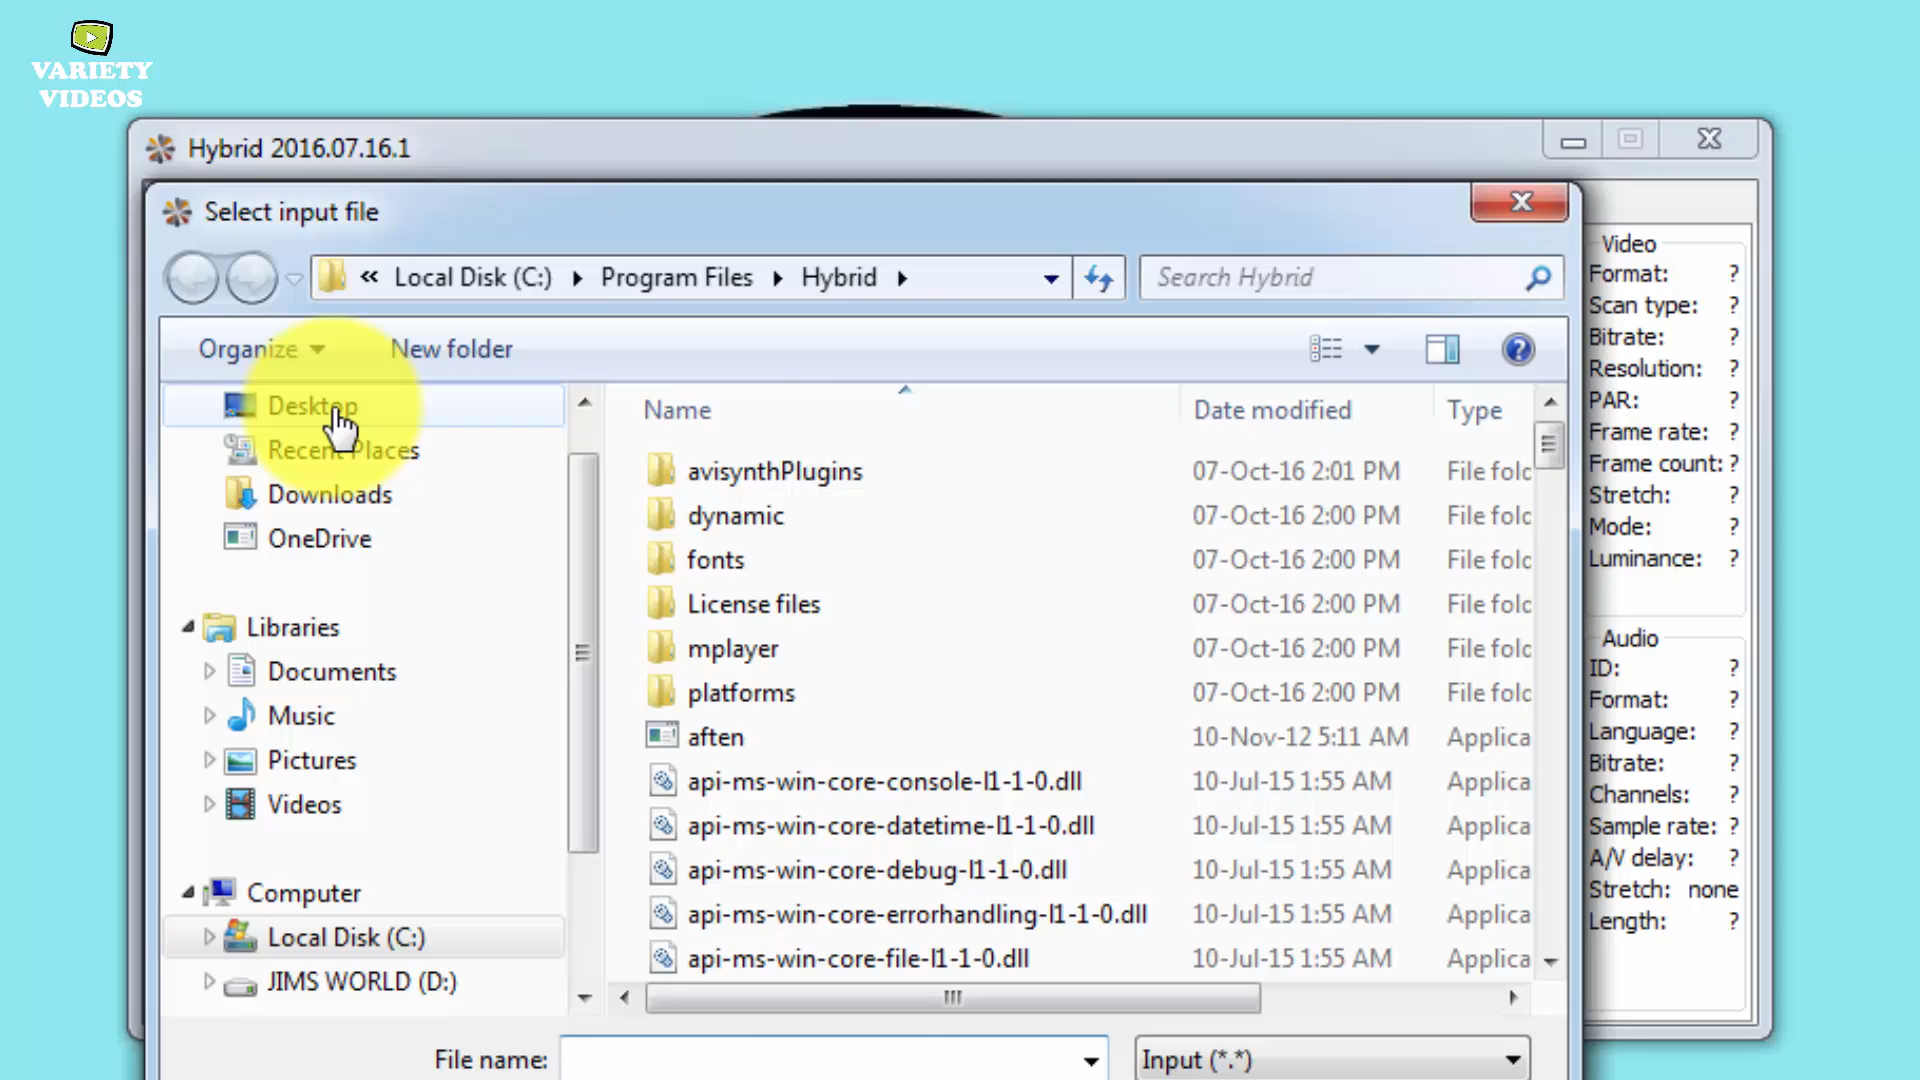 VARIETY
VIDEOS
Hybrid 2016.07.16.1
Select input file
« Local Disk (C:) Program Files Hybrid
Search Hybrid
Organize
New folder
Desktop
Recent Places
Downloads
OneDrive
Libraries
Documents
Music
Pictures
Videos
Computer
Local Disk (C:)
JIMS WORLD (D:)
Name Date modified Type
avisynthPlugins 07-Oct-16 2:01 PM File folc
dynamic 07-Oct-16 2:00 PM File folc
fonts 07-Oct-16 2:00 PM File folc
License files 07-Oct-16 2:00 PM File folc
mplayer 07-Oct-16 2:00 PM File folc
platforms 07-Oct-16 2:00 PM File folc
aften 10-Nov-12 5:11 AM Applica
api-ms-win-core-console-l1-1-0.dll 10-Jul-15 1:55 AM Applica
api-ms-win-core-datetime-l1-1-0.dll 10-Jul-15 1:55 AM Applica
api-ms-win-core-debug-l1-1-0.dll 10-Jul-15 1:55 AM Applica
api-ms-win-core-errorhandling-l1-1-0.dll 10-Jul-15 1:55 AM Applica
api-ms-win-core-file-l1-1-0.dll 10-Jul-15 1:55 AM Applica
File name:
Input (*.*)
Video
Format: ?
Scan type: ?
Bitrate: ?
Resolution: ?
PAR: ?
Frame rate: ?
Frame count: ?
Stretch: ?
Mode: ?
Luminance: ?
Audio
ID: ?
Format: ?
Language: ?
Bitrate: ?
Channels: ?
Sample rate: ?
A/V delay: ?
Stretch: none
Length: ?